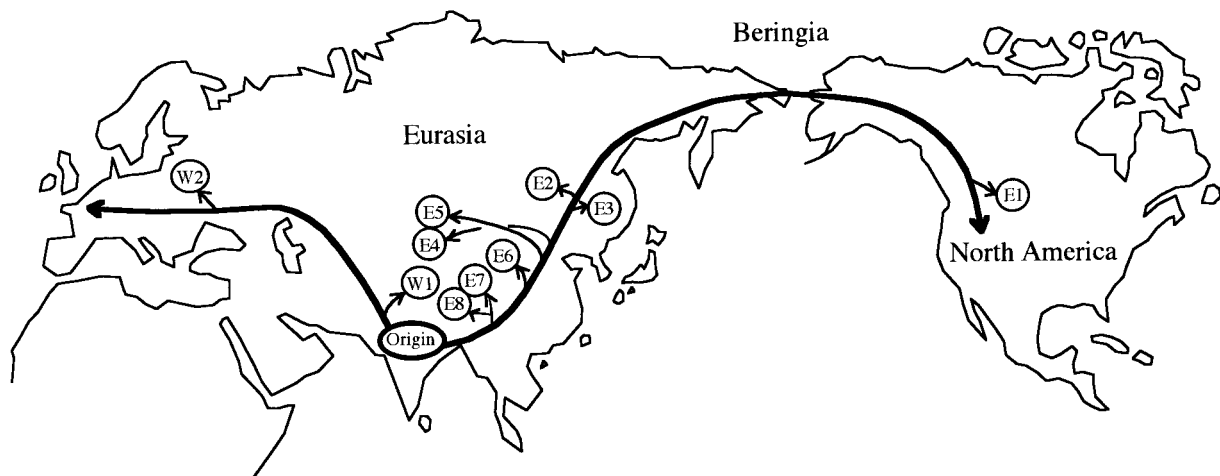 Beringia
Eurasia
W2
E2
E1
E5
E3
E4
E6
North America
W1
E7
E8
Origin